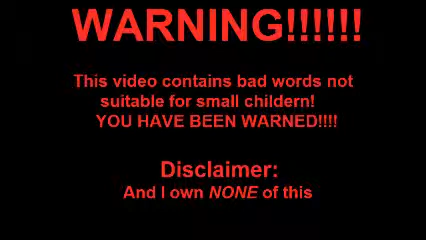 WARNING!!!!!!
This video contains bad words not
suitable for small childern!
YOU HAVE BEEN WARNED!!!!
Disclaimer:
And I own NONE of this